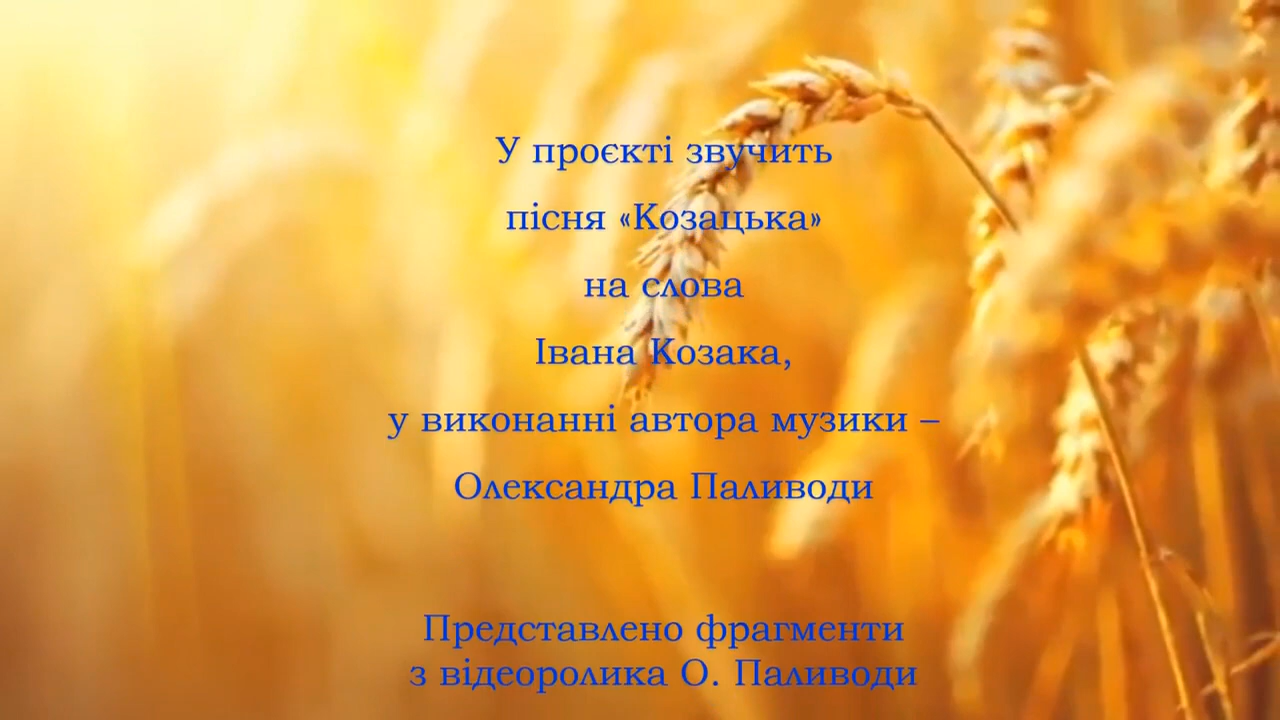 У проєкті звучить
пісня «Козацька»
на слова
Івана Козака,
у виконанні автора музики –
Олександра Паливоди
Представлено фрагменти
з відеоролика О. Паливоди